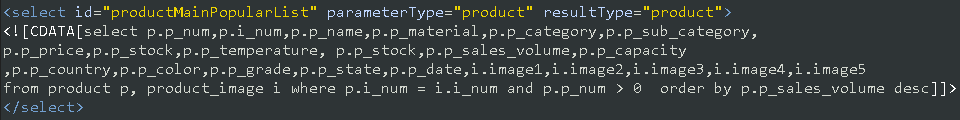 <select id="productMainPopularList" parameterType="product" resultType="product">
<![CDATA[select p.p_num,p.i_num,p.p_name,p.p_material,p.p_category,p.p_sub_category,
p.p_price,p.p_stock,p.p_temperature, p.p_stock,p.p_sales_volume,p.p_capacity
,p.p_country,p.p_color,p.p_grade,p.p_state,p.p_date,i.image1,i.image2,i.image3,i.image4,i.image5
from product p, product_image i where p.i_num = i.i_num and p.p_num > 0  order by p.p_sales_volume desc]]>
</select>